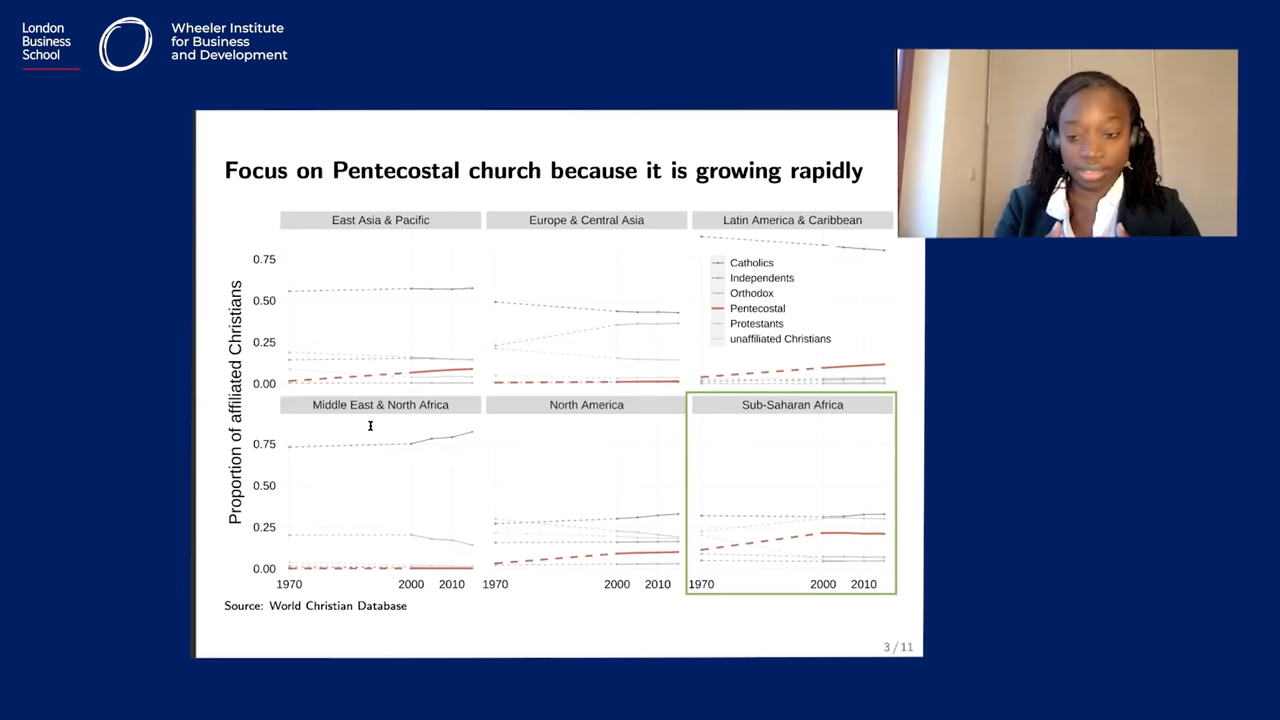 London
Business
School
Wheeler Institute
for Business
and Development
Focus on Pentecostal church because it is growing rapidly
East Asia & Pacific
Europe & Central Asia
Latin America & Caribbean
0.75
0.50
0.25
0.00
Catholics
Independents
Orthodox
Pentecostal
Protestants
unaffiliated Christians
Proportion of affiliated Christians
Middle East & North Africa
North America
Sub-Saharan Africa
0.75
0.50
0.25
0.00
1970 2000 2010 1970 2000 2010 1970 2000 2010
Source: World Christian Database
3 / 11